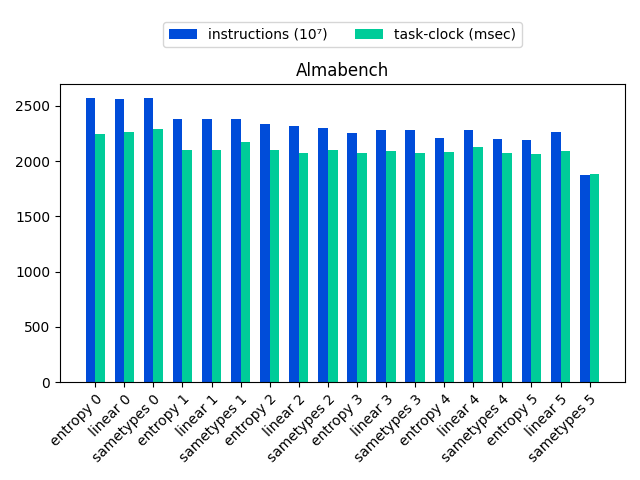 instructions (10⁷) task-clock (msec)
Almabench
2500
2000
1500
1000
500
0
entropy 0
linear 0
sametypes 0
entropy 1
linear 1
sametypes 1
entropy 2
linear 2
sametypes 2
entropy 3
linear 3
sametypes 3
entropy 4
linear 4
sametypes 4
entropy 5
linear 5
sametypes 5